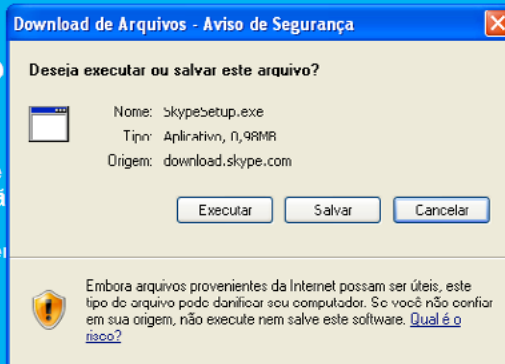 Download de Arquivos - Aviso de Segurança
Deseja executar ou salvar este arquivo?
Nome: SkypeSetup.exe
Tipo: Aplicativo, 0,98MB
Origem: download.skype.com
Executar Salvar Cancelar
Embora arquivos provenientes da Internet possam ser úteis, este
tipo de arquivo pode danificar seu computador. Se você não confiar
em sua origem, não execute nem salve este software. Qual é o
risco?